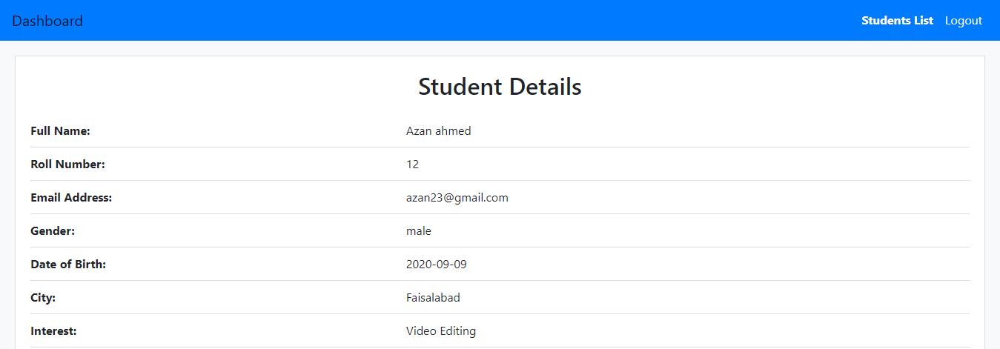 Dashboard Students List Logout
Student Details
Full Name: Azan ahmed
Roll Number: 12
Email Address: azan23@gmail.com
Gender: male
Date of Birth: 2020-09-09
City: Faisalabad
Interest: Video Editing